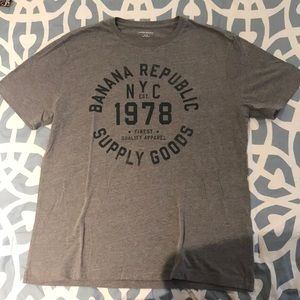 BANANA REPUBLIC
NYC
EST.
1978
FINEST
QUALITY APPAREL
SUPPLY GOODS